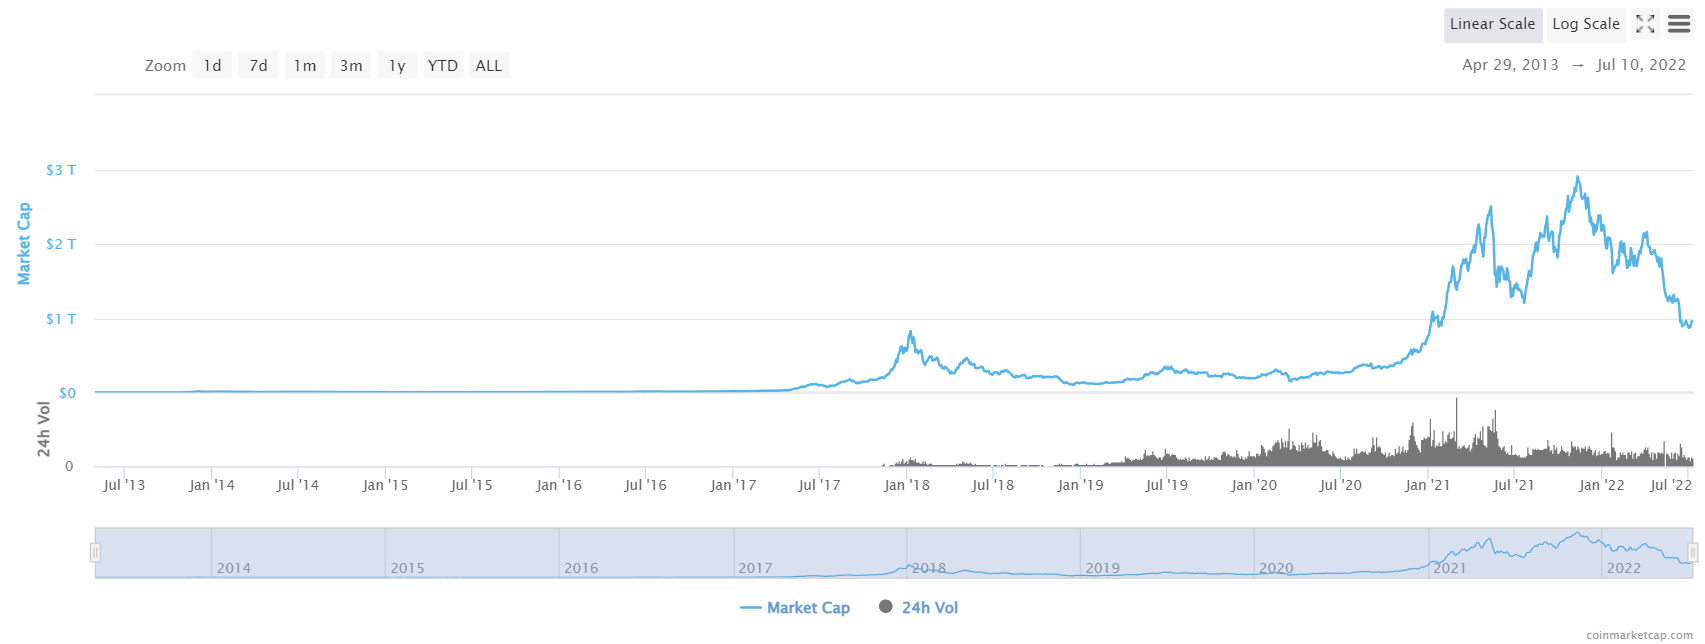 Linear Scale Log Scale
Zoom 1d 7d 1m 3m 1y YTD ALL Apr 29, 2013 → Jul 10, 2022
$3 T
$2 T
$1 T
$0
Market Cap
0
24h Vol
Jul '13 Jan '14 Jul '14 Jan '15 Jul '15 Jan '16 Jul '16 Jan '17 Jul '17 Jan '18 Jul '18 Jan '19 Jul '19 Jan '20 Jul '20 Jan '21 Jul '21 Jan '22 Jul '22
2014 2015 2016 2017 2018 2019 2020 2021 2022
Market Cap 24h Vol
coinmarketcap.com